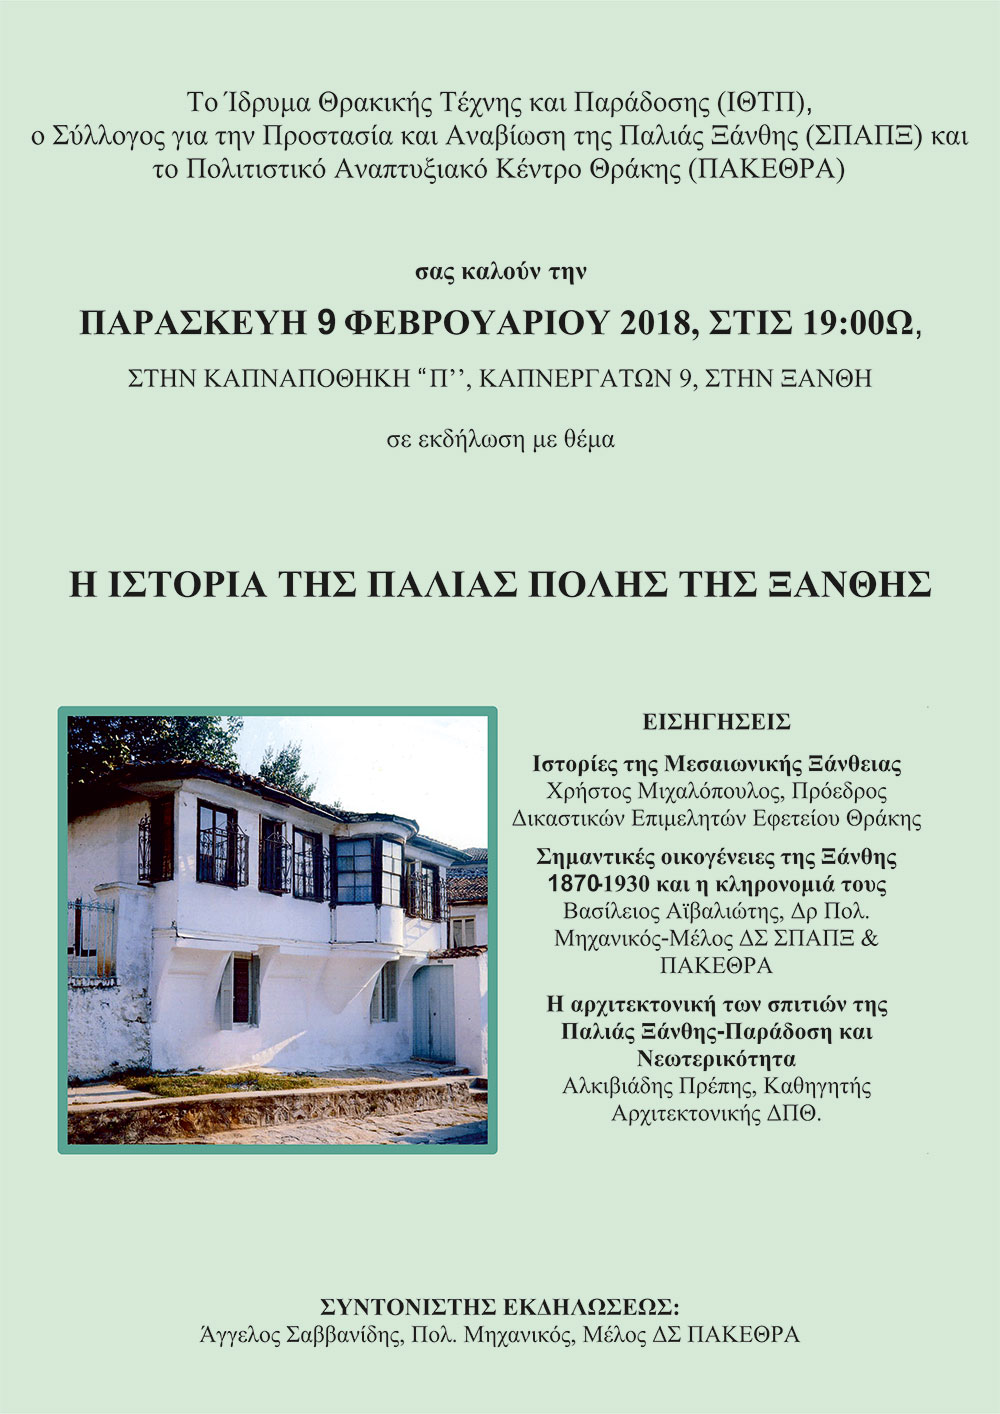 Το Ίδρυμα Θρακικής Τέχνης και Παράδοσης (ΙΘΤΠ),
ο Σύλλογος για την Προστασία και Αναβίωση της Παλιάς Ξάνθης (ΣΠΑΠΞ) και
το Πολιτιστικό Αναπτυξιακό Κέντρο Θράκης (ΠΑΚΕΘΡΑ)
σας καλούν την
ΠΑΡΑΣΚΕΥΗ 9 ΦΕΒΡΟΥΑΡΙΟΥ 2018, ΣΤΙΣ 19:00Ω,
ΣΤΗΝ ΚΑΠΝΑΠΟΘΗΚΗ “Π’’, ΚΑΠΝΕΡΓΑΤΩΝ 9, ΣΤΗΝ ΞΑΝΘΗ
σε εκδήλωση με θέμα
Η ΙΣΤΟΡΙΑ ΤΗΣ ΠΑΛΙΑΣ ΠΟΛΗΣ ΤΗΣ ΞΑΝΘΗΣ
ΕΙΣΗΓΗΣΕΙΣ
Ιστορίες της Μεσαιωνικής Ξάνθειας
Χρήστος Μιχαλόπουλος, Πρόεδρος
Δικαστικών Επιμελητών Εφετείου Θράκης
Σημαντικές οικογένειες της Ξάνθης
1870-1930 και η κληρονομιά τους
Βασίλειος Αϊβαλιώτης, Δρ Πολ.
Μηχανικός-Μέλος ΔΣ ΣΠΑΠΞ &
ΠΑΚΕΘΡΑ
Η αρχιτεκτονική των σπιτιών της
Παλιάς Ξάνθης-Παράδοση και
Νεωτερικότητα
Αλκιβιάδης Πρέπης, Καθηγητής
Αρχιτεκτονικής ΔΠΘ.
ΣΥΝΤΟΝΙΣΤΗΣ ΕΚΔΗΛΩΣΕΩΣ:
Άγγελος Σαββανίδης, Πολ. Μηχανικός, Μέλος ΔΣ ΠΑΚΕΘΡΑ